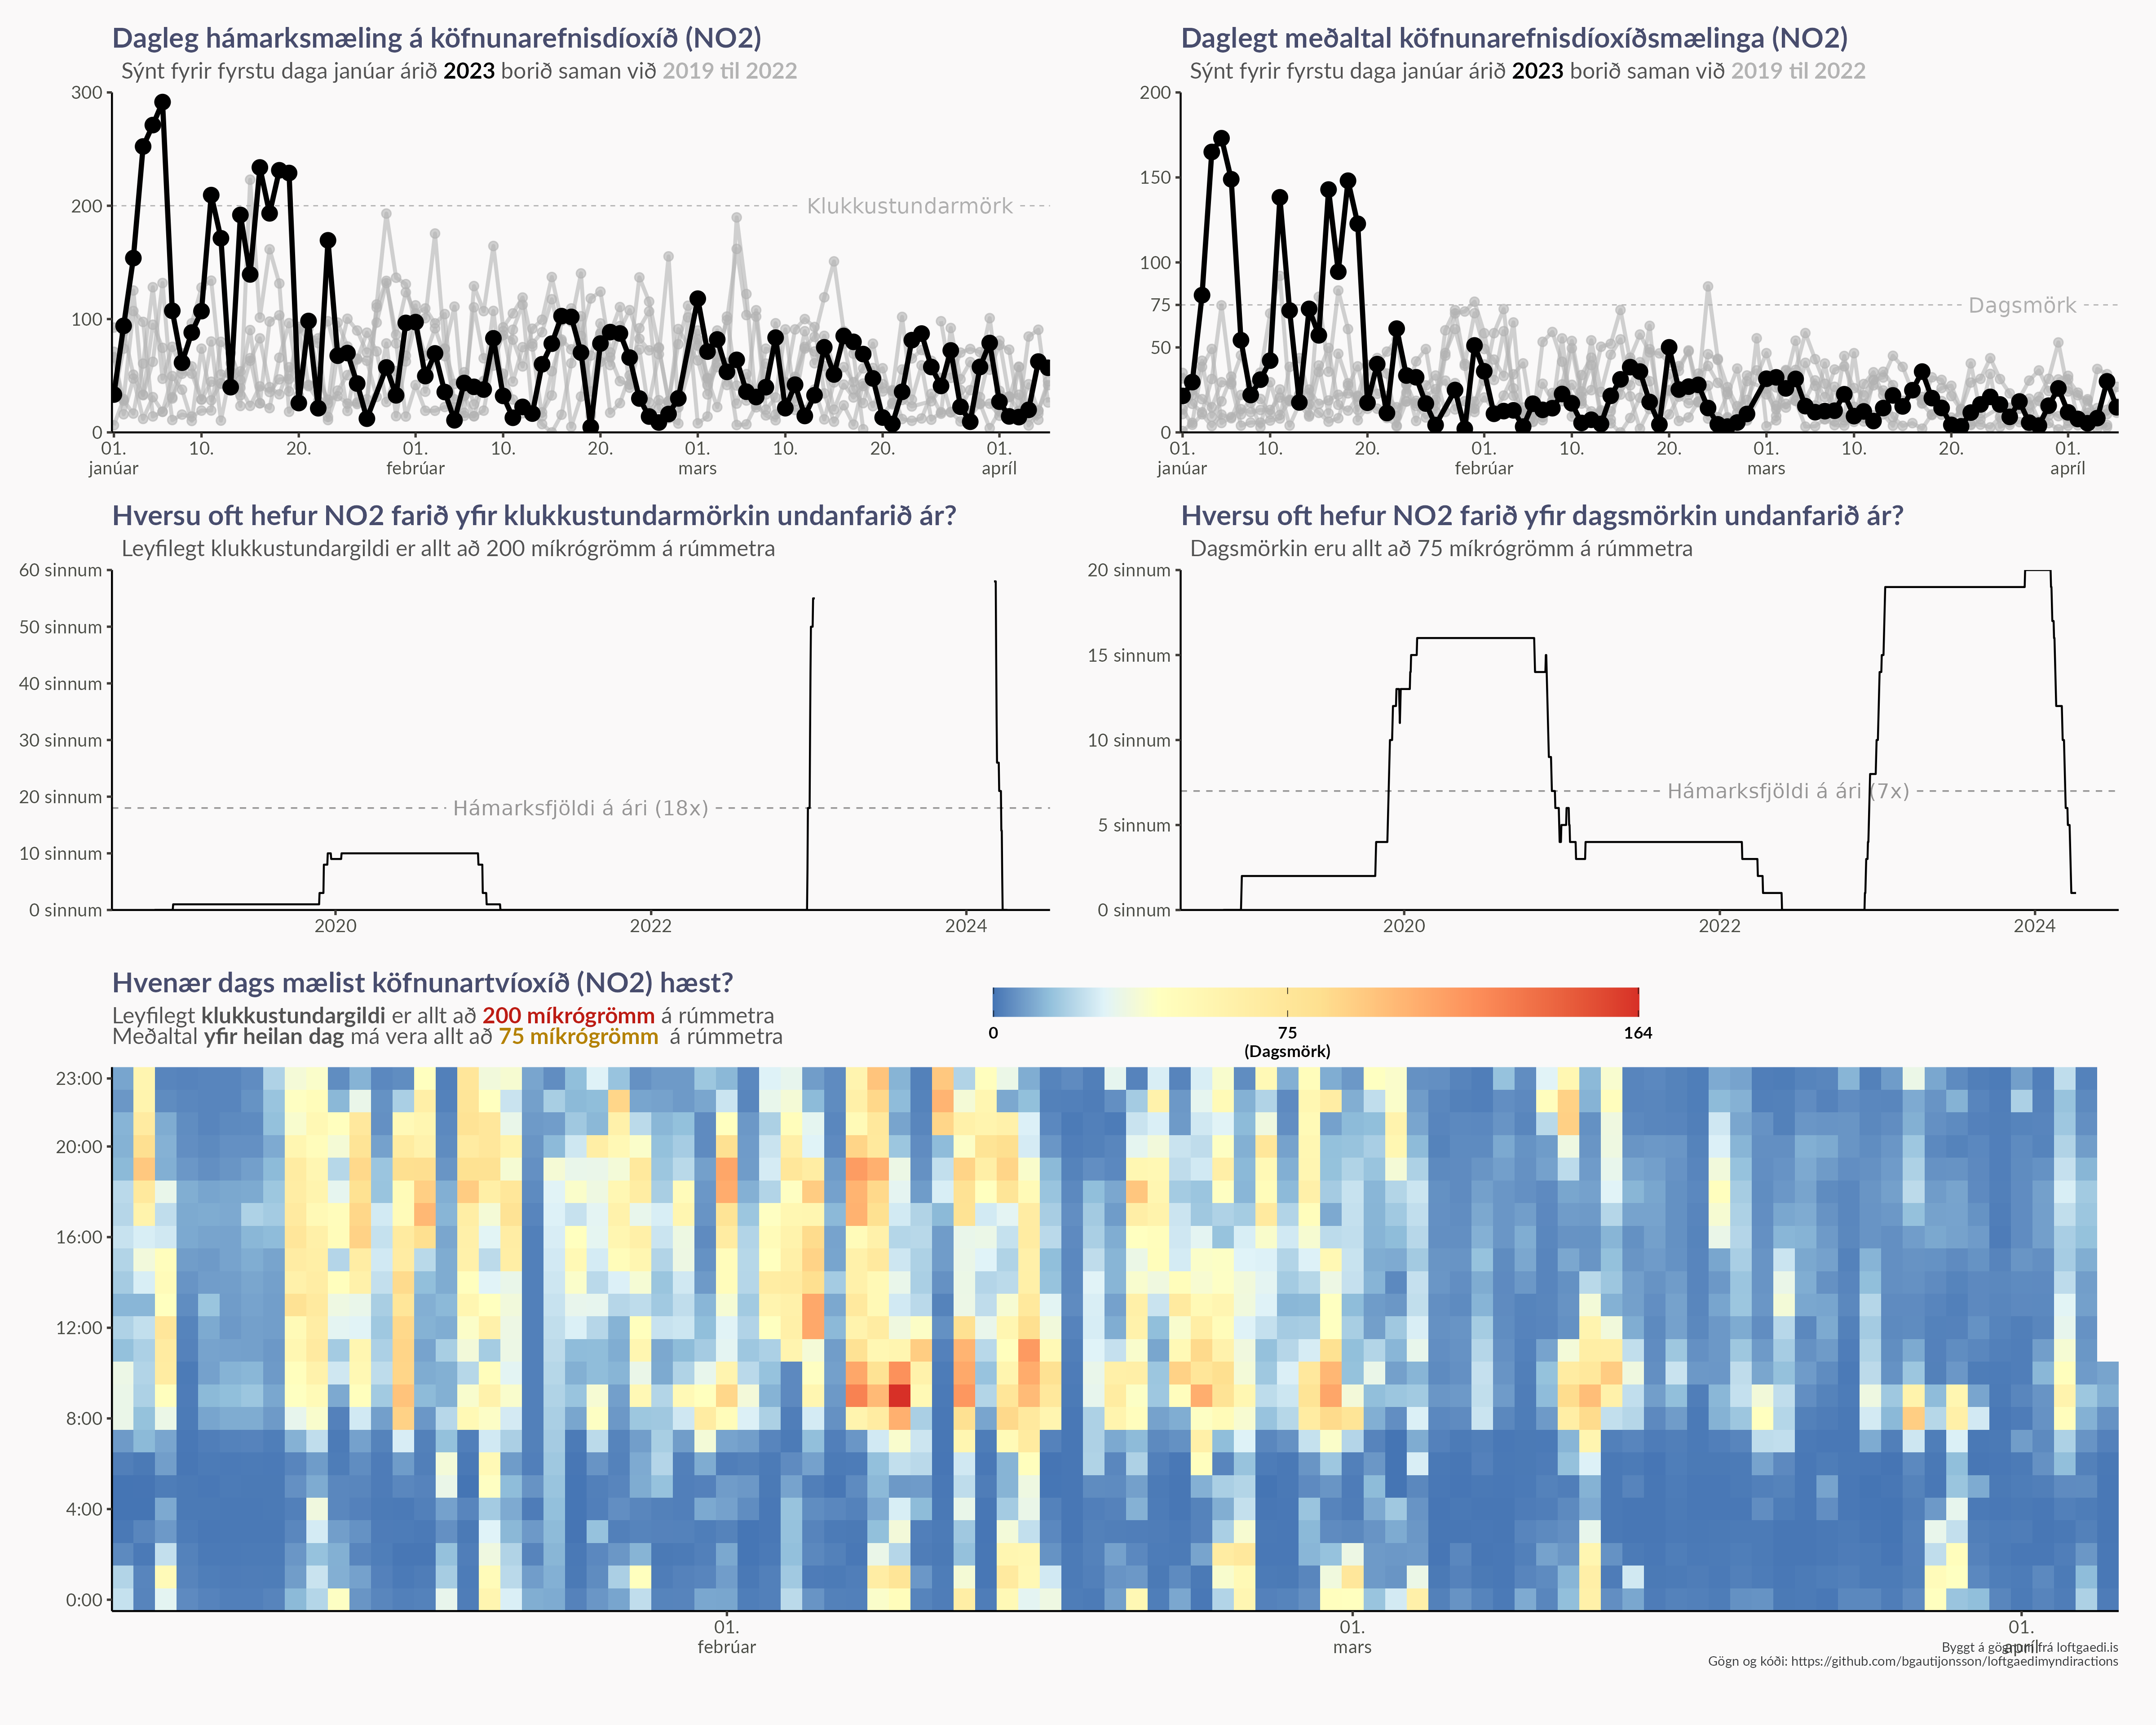 Dagleg hámarksmæling á köfnunarefnisdíoxíð (NO2)
Sýnt fyrir fyrstu daga janúar árið 2023 borið saman við 2019 til 2022
300
200
100
0
Klukkustundarmörk
01. 10. 20. 01. 10. 20. 01. 10. 20. 01.
janúar febrúar mars apríl
Daglegt meðaltal köfnunarefnisdíoxíðsmælinga (NO2)
Sýnt fyrir fyrstu daga janúar árið 2023 borið saman við 2019 til 2022
200
150
100
75
50
0
Dagsmörk
01. 10. 20. 01. 10. 20. 01. 10. 20. 01.
janúar febrúar mars apríl
Hversu oft hefur NO2 farið yfir klukkustundarmörkin undanfarið ár?
Leyfilegt klukkustundargildi er allt að 200 míkrógrömm á rúmmetra
60 sinnum
50 sinnum
40 sinnum
30 sinnum
20 sinnum
10 sinnum
0 sinnum
Hámarksfjöldi á ári (18x)
2020 2022 2024
Hversu oft hefur NO2 farið yfir dagsmörkin undanfarið ár?
Dagsmörkin eru allt að 75 míkrógrömm á rúmmetra
20 sinnum
15 sinnum
10 sinnum
5 sinnum
0 sinnum
Hámarksfjöldi á ári (7x)
2020 2022 2024
Hvenær dags mælist köfnunartvíoxíð (NO2) hæst?
Leyfilegt klukkustundargildi er allt að 200 míkrógrömm á rúmmetra
Meðaltal yfir heilan dag má vera allt að 75 míkrógrömm á rúmmetra
0 75 164
(Dagsmörk)
23:00
20:00
16:00
12:00
8:00
4:00
0:00
01. 01. 01.
febrúar mars apríl
Byggt á gögnum frá loftgaedi.is
Gögn og kóði: https://github.com/bgautijonsson/loftgaedimyndiractions